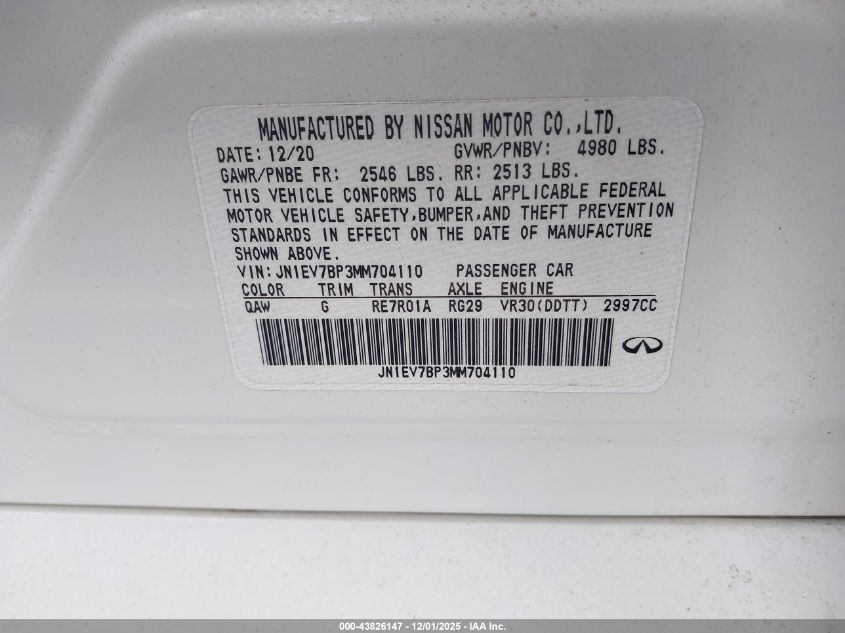 MANUFACTURED BY NISSAN MOTOR CO.,LTD.
DATE: 12/20 GVWR/PNBV: 4980 LBS.
GAWR/PNBE FR: 2546 LBS. RR: 2513 LBS.
THIS VEHICLE CONFORMS TO ALL APPLICABLE FEDERAL
MOTOR VEHICLE SAFETY,BUMPER,AND THEFT PREVENTION
STANDARDS IN EFFECT ON THE DATE OF MANUFACTURE
SHOWN ABOVE.
VIN: JN1EV7BP3MM704110 PASSENGER CAR
COLOR TRIM TRANS AXLE ENGINE
QAW G RE7R01A RG29 VR30(DDTT) 2997CC
JN1EV7BP3MM704110
000-43826147 - 12/01/2025 - IAA Inc.